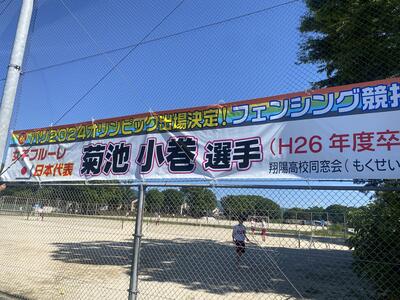 パリ2024オリンピック出場決定!! フェンシング競技
女子フルーレ
日本代表
菊池 小巻 選手
(H26年度卒
翔陽高校同窓会(もくせい